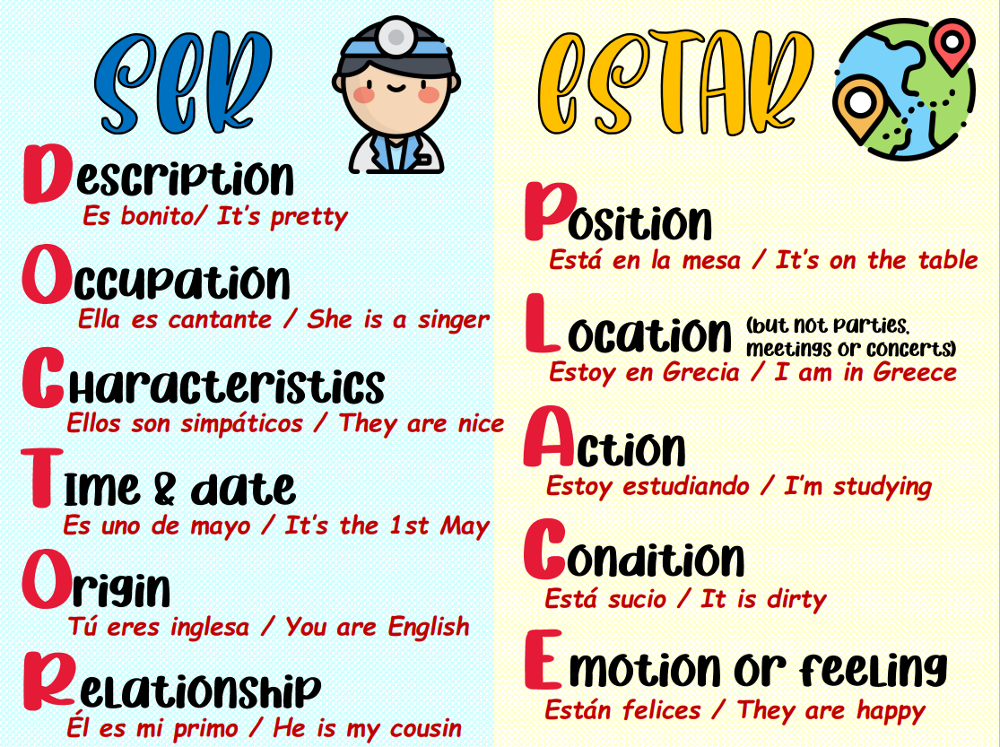 SER
Description
Es bonito/ It's pretty
Occupation
Ella es cantante / She is a singer
Characteristics
Ellos son simpáticos / They are nice
Time & date
Es uno de mayo / It's the 1st May
Origin
Tú eres inglesa / You are English
Relationship
Él es mi primo / He is my cousin
ESTAR
Position
Está en la mesa / It's on the table
Location (but not parties,
meetings or concerts)
Estoy en Grecia / I am in Greece
Action
Estoy estudiando / I'm studying
Condition
Está sucio / It is dirty
Emotion or feeling
Están felices / They are happy